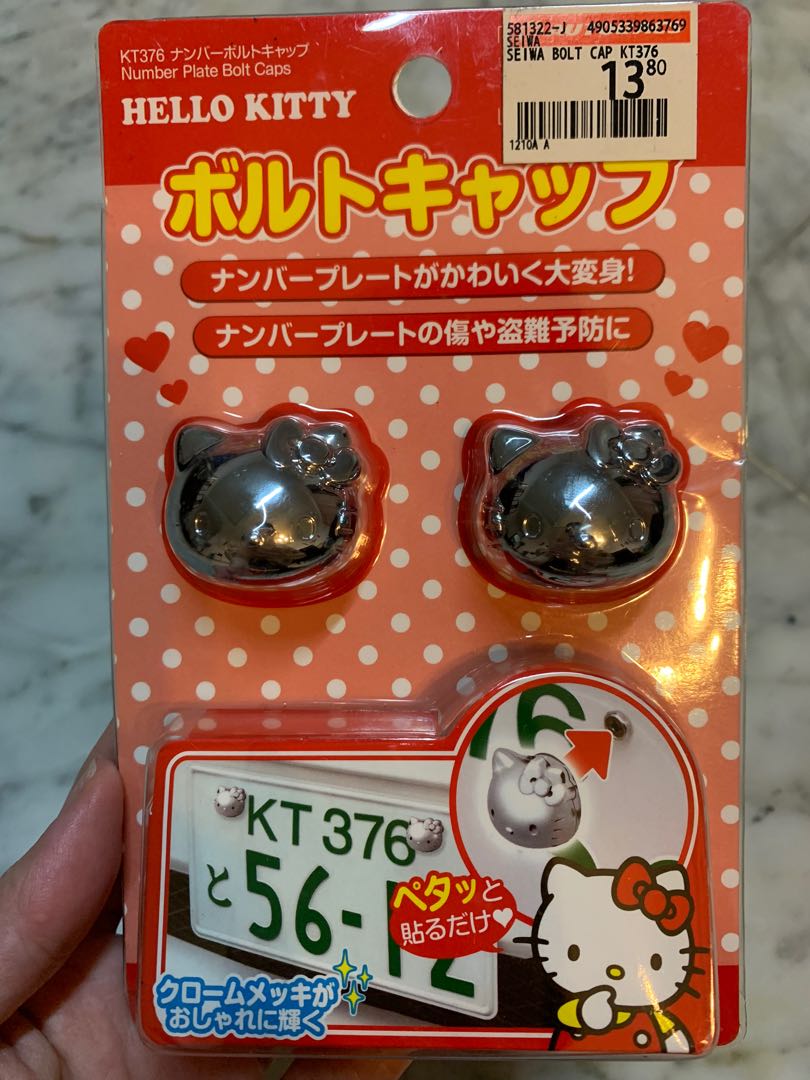 KT376 ナンバーボルトキャップ
Number Plate Bolt Caps
HELLO KITTY
581322-J 4905339863769
SEIWA
SEIWA BOLT CAP KT376
13.80
1210A A
ボルトキャップ
ナンバープレートがかわいく大変身!
ナンバープレートの傷や盗難予防に
6
KT 376
と 56-12
ペタッと
貼るだけ♥
クロームメッキが
おしゃれに輝く